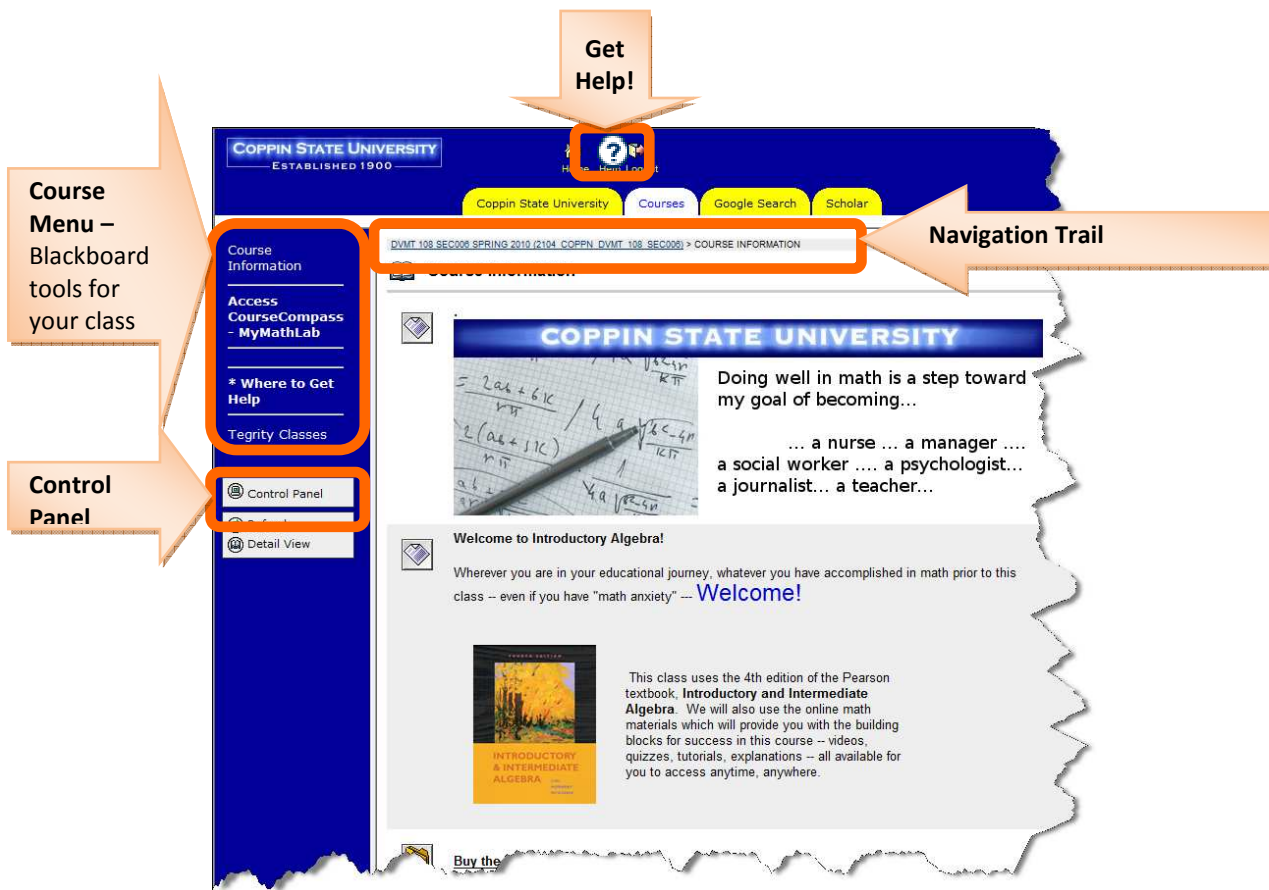 Get
Help!
COPPIN STATE UNIVERSITY
ESTABLISHED 1900
Help
Coppin State University
Courses
Google Search
Scholar
Course
Menu –
Blackboard
tools for
your class
Navigation Trail
DVMT 108 SEC006 SPRING 2010 (2104_COPPN_DVMT_108_SEC006) > COURSE INFORMATION
Course Information
Course
Information
Access
CourseCompass
- MyMathLab
* Where to Get
Help
Tegrity Classes
Control
Panel
Control Panel
Detail View
COPPIN STATE UNIVERSITY
Doing well in math is a step toward
my goal of becoming...
... a nurse ... a manager ....
a social worker .... a psychologist...
a journalist... a teacher...
Welcome to Introductory Algebra!
Wherever you are in your educational journey, whatever you have accomplished in math prior to this
class -- even if you have "math anxiety" --- Welcome!
FOURTH EDITION
INTRODUCTORY
& INTERMEDIATE
ALGEBRA
This class uses the 4th edition of the Pearson
textbook, Introductory and Intermediate
Algebra. We will also use the online math
materials which will provide you with the building
blocks for success in this course -- videos,
quizzes, tutorials, explanations -- all available for
you to access anytime, anywhere.
Buy the